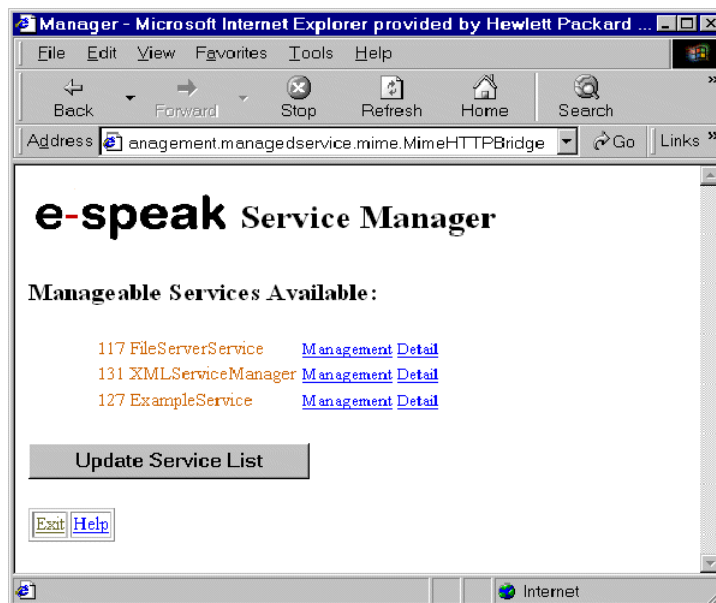 Manager - Microsoft Internet Explorer provided by Hewlett Packard ...
File Edit View Favorites Tools Help
Back Forward Stop Refresh Home Search »
Address anagement.managedservice.mime.MimeHTTPBridge Go Links »
e-speak Service Manager
Manageable Services Available:
117 FileServerService Management Detail
131 XMLServiceManager Management Detail
127 ExampleService Management Detail
Update Service List
Exit Help
Internet